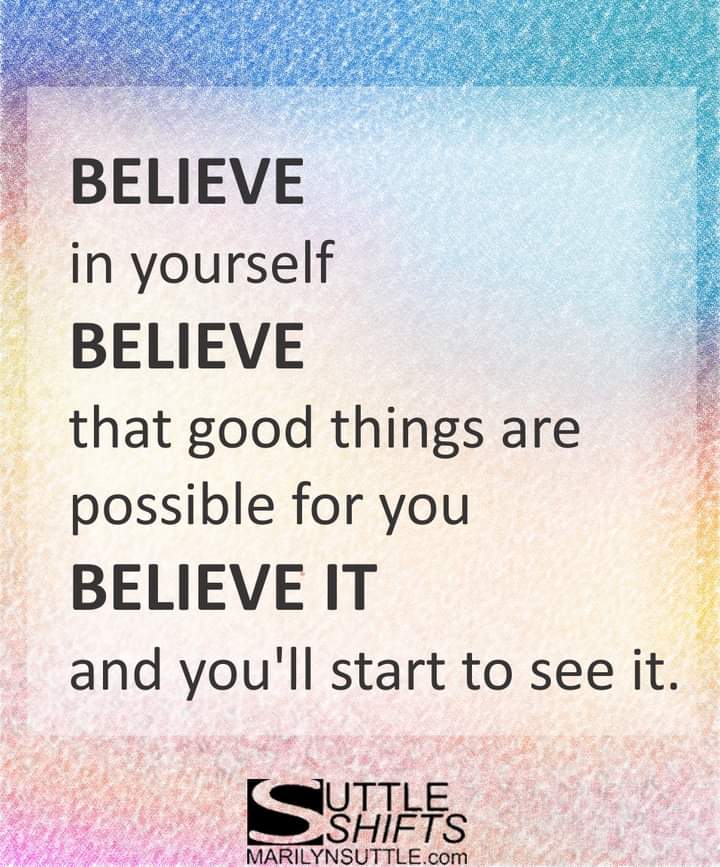 BELIEVE
in yourself
BELIEVE
that good things are
possible for you
BELIEVE IT
and you'll start to see it.
SUTTLE
SHIFTS
MARILYNSUTTLE.com